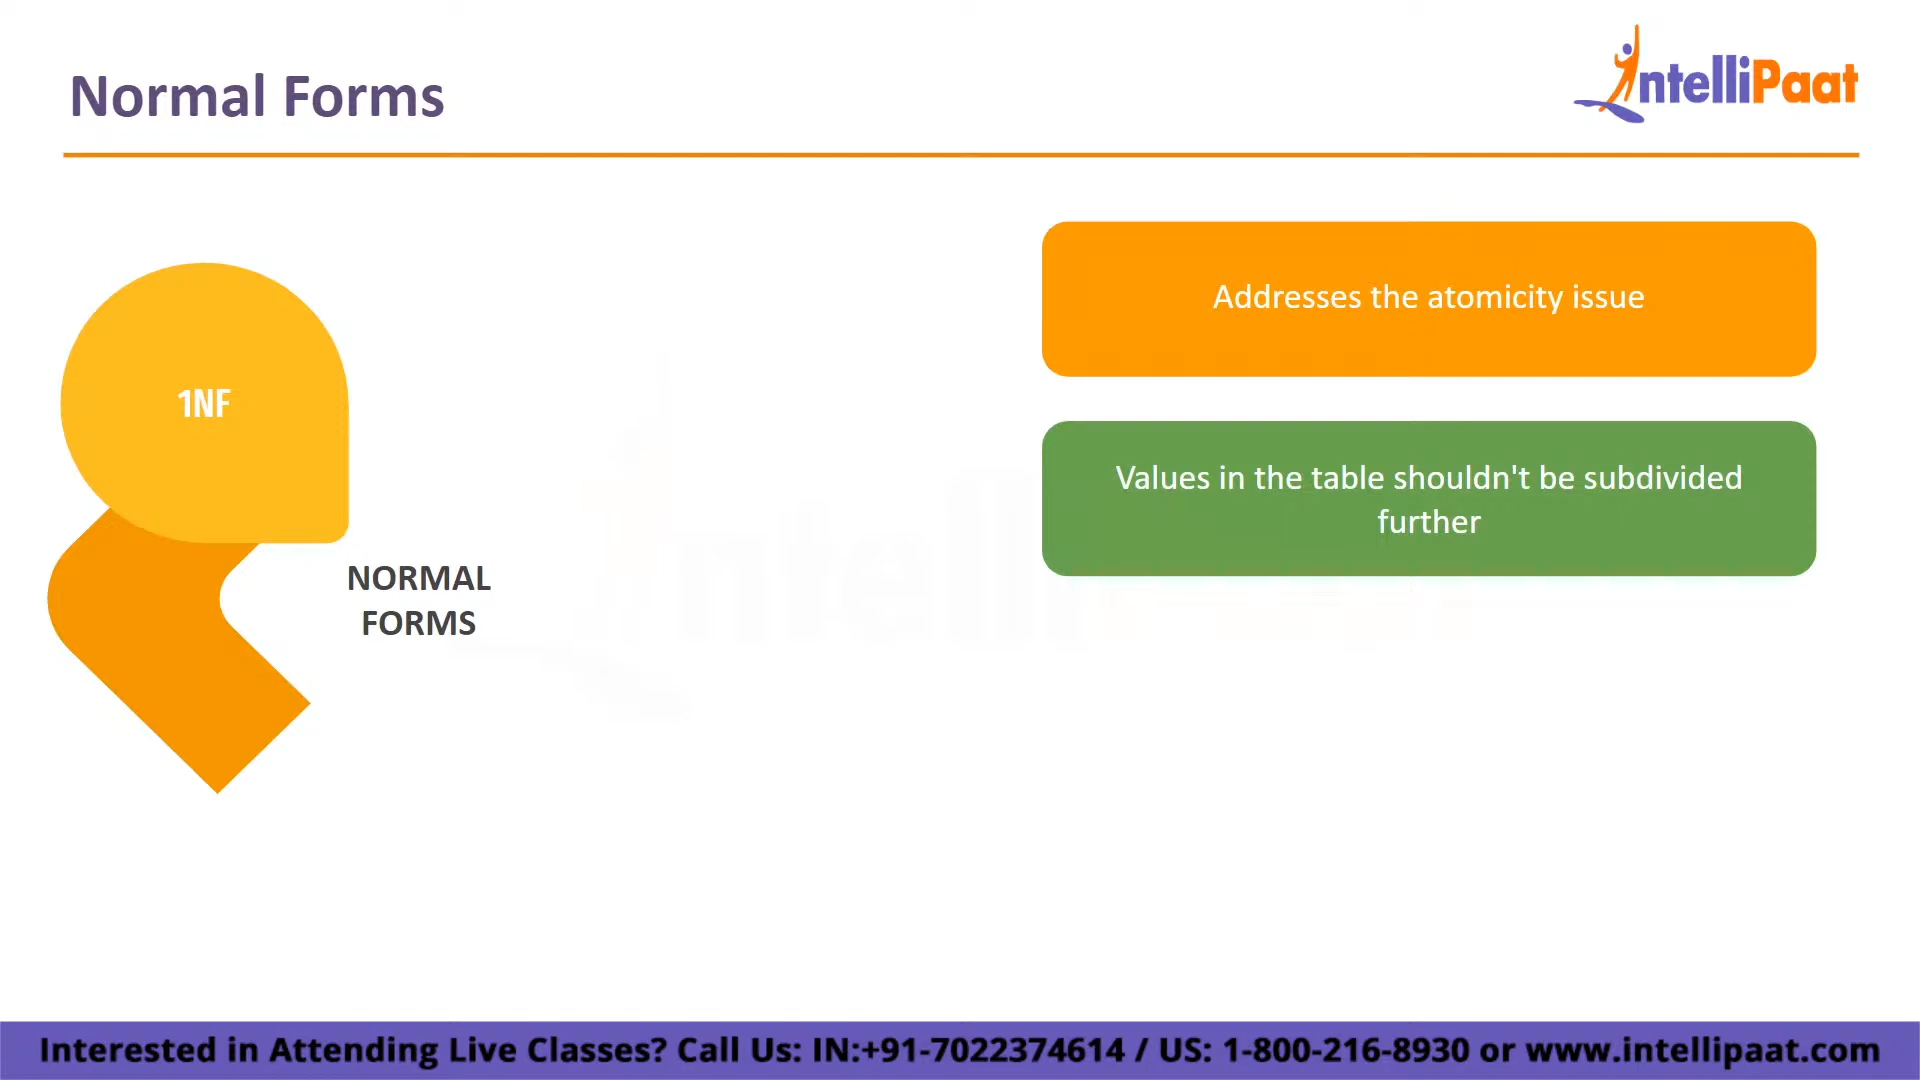 Normal Forms
IntelliPaat
Addresses the atomicity issue
1NF
Values in the table shouldn't be subdivided
further
NORMAL
FORMS
Interested in Attending Live Classes? Call Us: IN:+91-7022374614 / US: 1-800-216-8930 or www.intellipaat.com